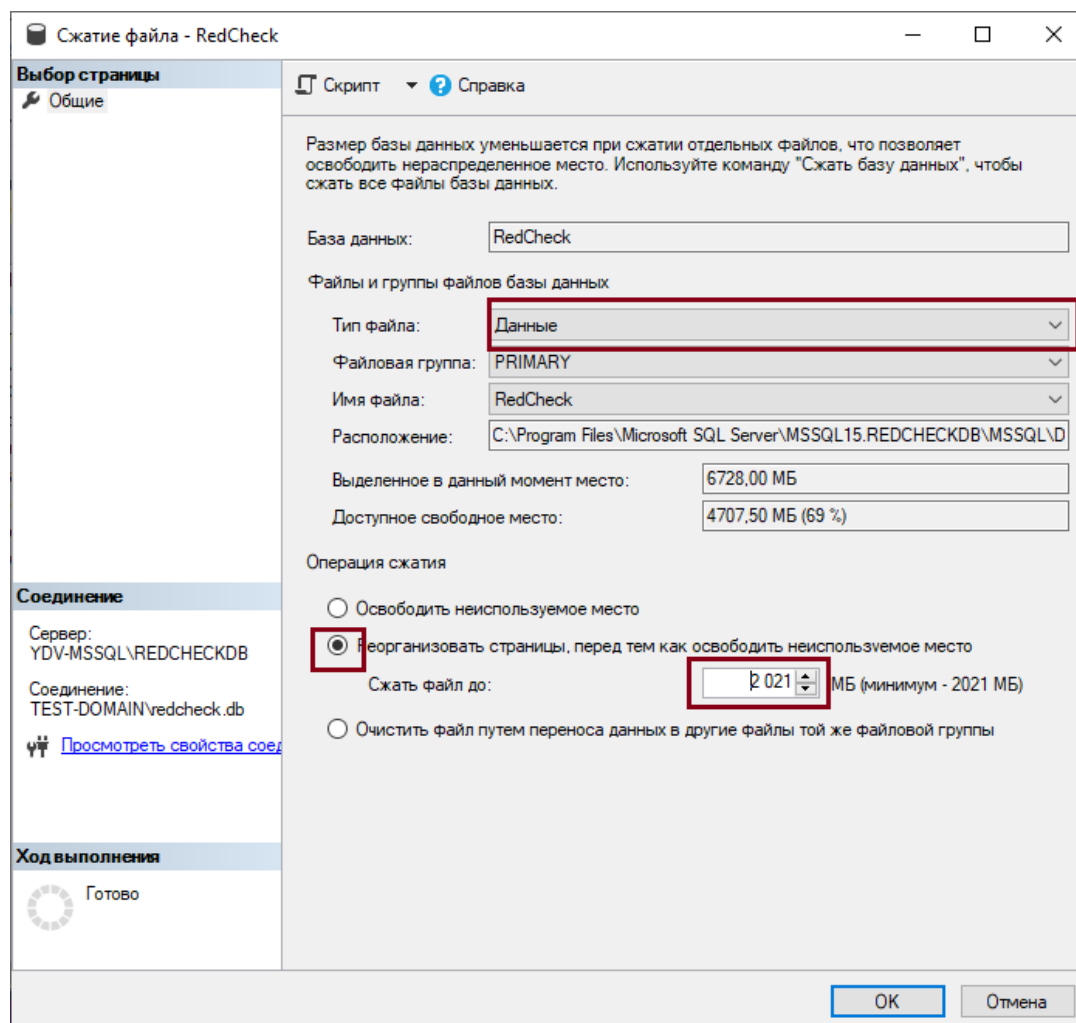 Сжатие файла - RedCheck
Выбор страницы
Общие
Скрипт
Справка
Размер базы данных уменьшается при сжатии отдельных файлов, что позволяет
освободить нераспределенное место. Используйте команду "Сжать базу данных", чтобы
сжать все файлы базы данных.
База данных:
RedCheck
Файлы и группы файлов базы данных
Тип файла:
Данные
Файловая группа:
PRIMARY
Имя файла:
RedCheck
Расположение:
C:\Program Files\Microsoft SQL Server\MSSQL15.REDCHECKDB\MSSQL\D
Выделенное в данный момент место:
6728,00 МБ
Доступное свободное место:
4707,50 МБ (69 %)
Операция сжатия
Освободить неиспользуемое место
Реорганизовать страницы, перед тем как освободить неиспользуемое место
Сжать файл до:
2 021
МБ (минимум - 2021 МБ)
Очистить файл путем переноса данных в другие файлы той же файловой группы
Соединение
Сервер:
YDV-MSSQL\REDCHECKDB
Соединение:
TEST-DOMAIN\redcheck.db
Просмотреть свойства соед
Ход выполнения
Готово
OK
Отмена